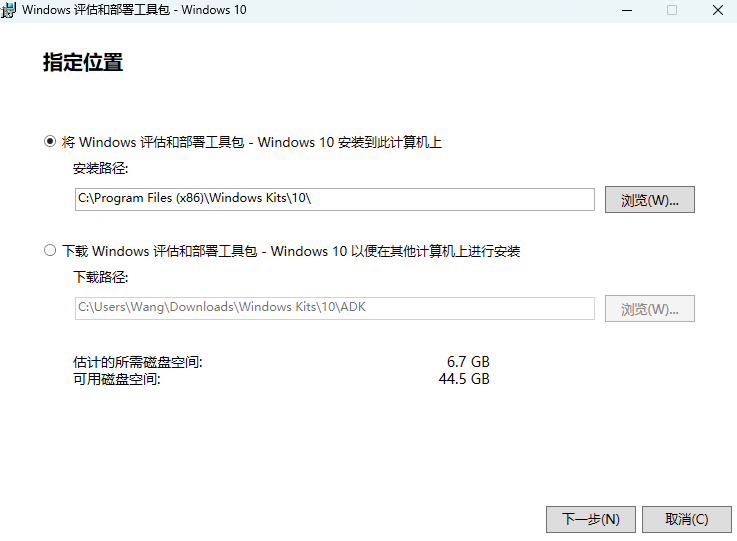 Windows 评估和部署工具包 - Windows 10
指定位置
将 Windows 评估和部署工具包 - Windows 10 安装到此计算机上
安装路径:
C:\Program Files (x86)\Windows Kits\10\
浏览(W)...
下载 Windows 评估和部署工具包 - Windows 10 以便在其他计算机上进行安装
下载路径:
C:\Users\Wang\Downloads\Windows Kits\10\ADK
浏览(W)...
估计的所需磁盘空间: 6.7 GB
可用磁盘空间: 44.5 GB
下一步(N) 取消(C)